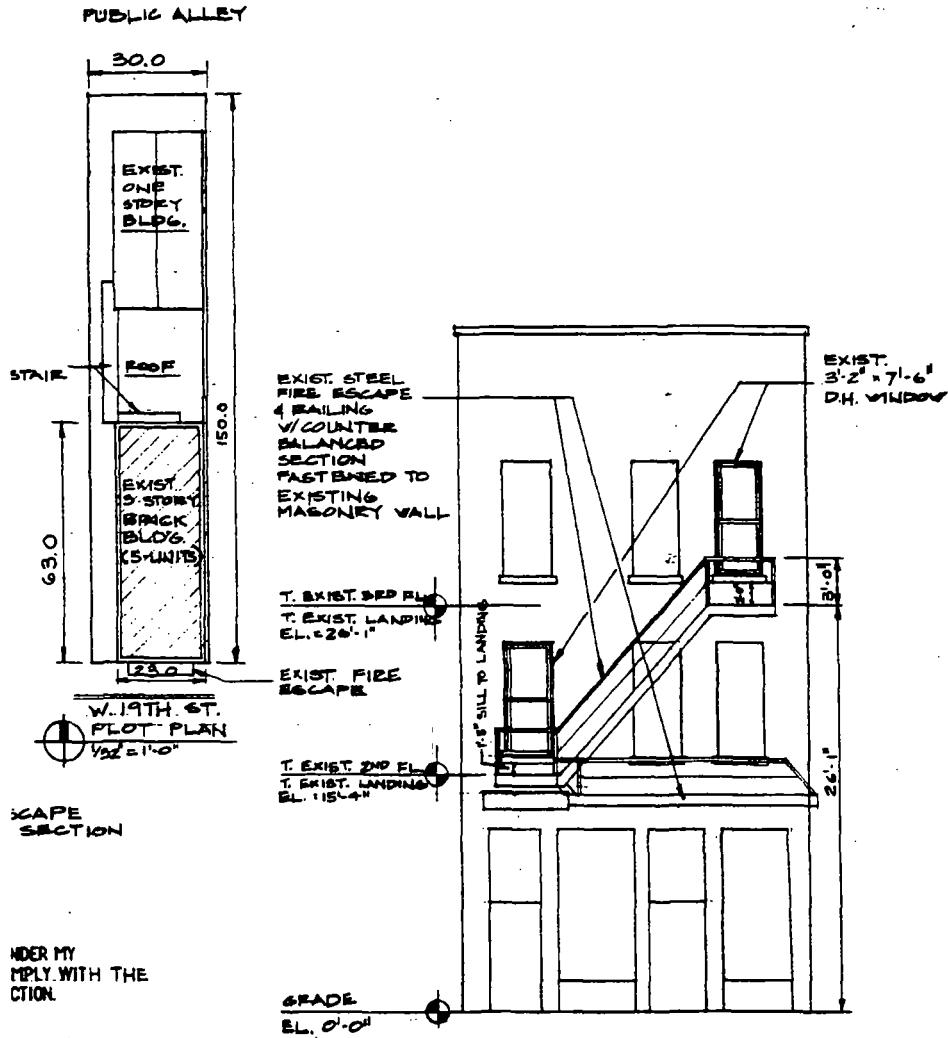 PUBLIC ALLEY
30.0
EXIST.
ONE
STORY
BLDG.
150.0
STAIR
ROOF
63.0
EXIST
3-STORY
BRICK
BLDG.
(5-UNITS)
23.0
EXIST. FIRE
ESCAPE
W. 19TH. ST.
PLOT PLAN
1/32" = 1'-0"
SCAPE
SECTION
NDER MY
MPLY WITH THE
CTION.
EXIST. STEEL
FIRE ESCAPE
& RAILING
W/ COUNTER
BALANCED
SECTION
FASTENED TO
EXISTING
MASONRY WALL
EXIST.
3'-2" x 7'-6"
D.H. WINDOW
T. EXIST. 3RD FL.
T. EXIST. LANDING
EL. = 26'-1"
3'-0"
SILL TO LANDING
T. EXIST. 2ND FL.
T. EXIST. LANDING
EL. 15'-4"
26'-1"
GRADE
EL. 0'-0"